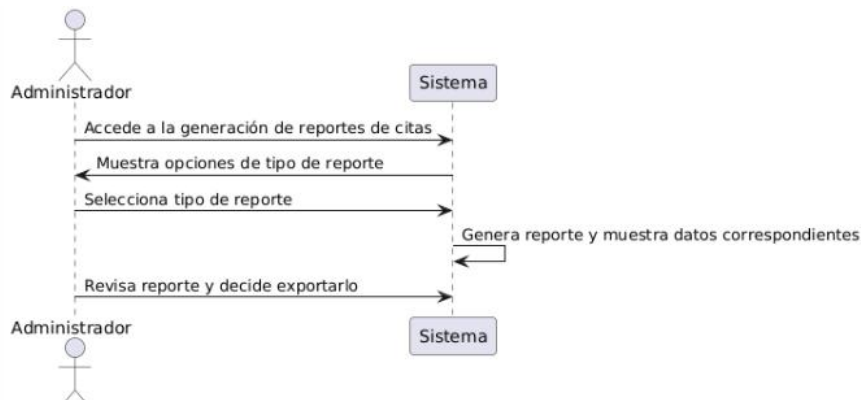 Administrador
Sistema
Accede a la generación de reportes de citas
Muestra opciones de tipo de reporte
Selecciona tipo de reporte
Genera reporte y muestra datos correspondientes
Revisa reporte y decide exportarlo
Administrador
Sistema